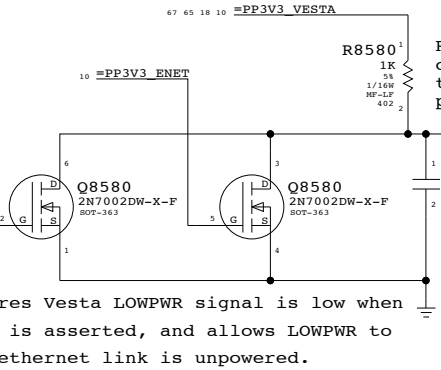 67 65 18 10 =PP3V3_VESTA
R8580 1
1K
5%
1/16W
MF-LF
402 2
10 =PP3V3_ENET
6
D
Q8580
2N7002DW-X-F
SOT-363
2 G
S
1
3
D
Q8580
2N7002DW-X-F
SOT-363
5 G
S
4
1
2
res Vesta LOWPWR signal is low when
is asserted, and allows LOWPWR to
ethernet link is unpowered.